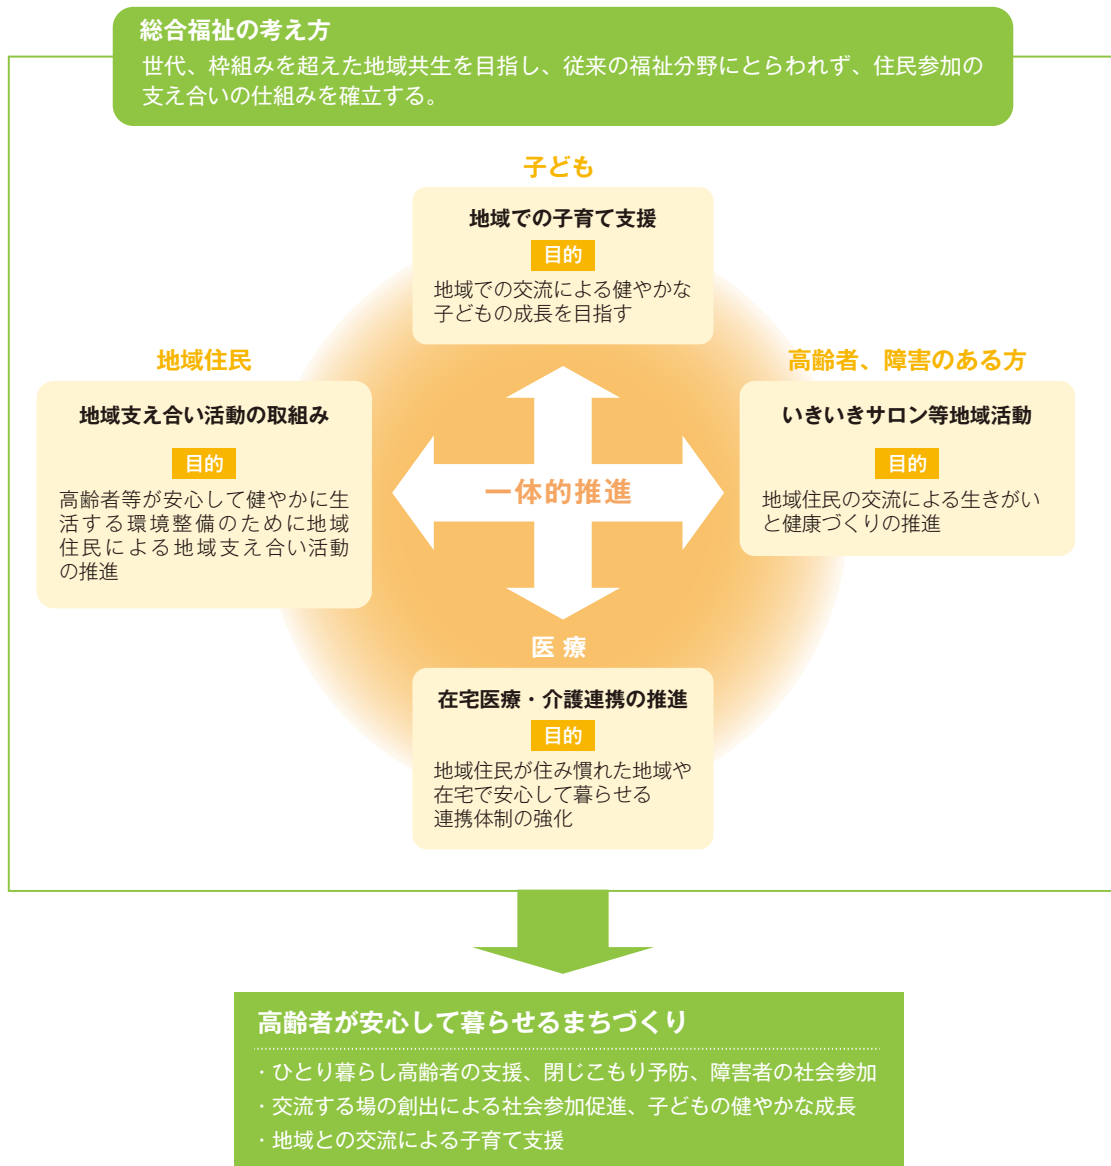 総合福祉の考え方
世代、枠組みを超えた地域共生を目指し、従来の福祉分野にとらわれず、住民参加の
支え合いの仕組みを確立する。
子ども
地域での子育て支援
目的
地域での交流による健やかな
子どもの成長を目指す
地域住民
地域支え合い活動の取組み
目的
高齢者等が安心して健やかに生
活する環境整備のために地域
住民による地域支え合い活動
の推進
一体的推進
高齢者、障害のある方
いきいきサロン等地域活動
目的
地域住民の交流による生きがい
と健康づくりの推進
医療
在宅医療・介護連携の推進
目的
地域住民が住み慣れた地域や
在宅で安心して暮らせる
連携体制の強化
高齢者が安心して暮らせるまちづくり
・ひとり暮らし高齢者の支援、閉じこもり予防、障害者の社会参加
・交流する場の創出による社会参加促進、子どもの健やかな成長
・地域との交流による子育て支援